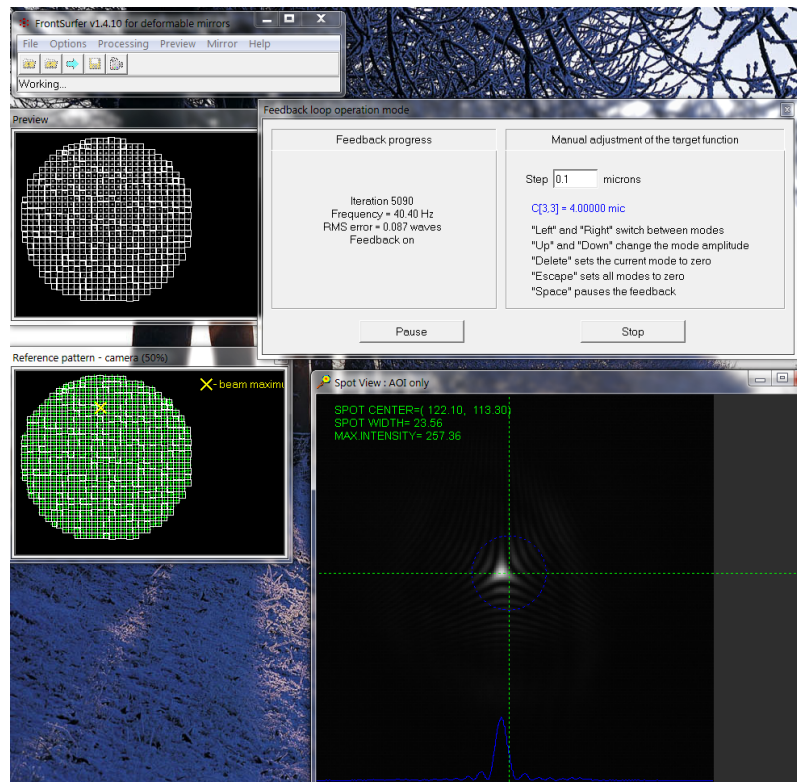 FrontSurfer v1.4.10 for deformable mirrors
File Options Processing Preview Mirror Help
Working...
Preview
Feedback loop operation mode
Feedback progress
Iteration 5090
Frequency = 40.40 Hz
RMS error = 0.087 waves
Feedback on
Manual adjustment of the target function
Step 0.1 microns
C[3,3] = 4.00000 mic
"Left" and "Right" switch between modes
"Up" and "Down" change the mode amplitude
"Delete" sets the current mode to zero
"Escape" sets all modes to zero
"Space" pauses the feedback
Pause
Stop
Reference pattern - camera (50%)
- beam maximu
Spot View : AOI only
SPOT CENTER=( 122.10, 113.30)
SPOT WIDTH= 23.56
MAX.INTENSITY= 257.36